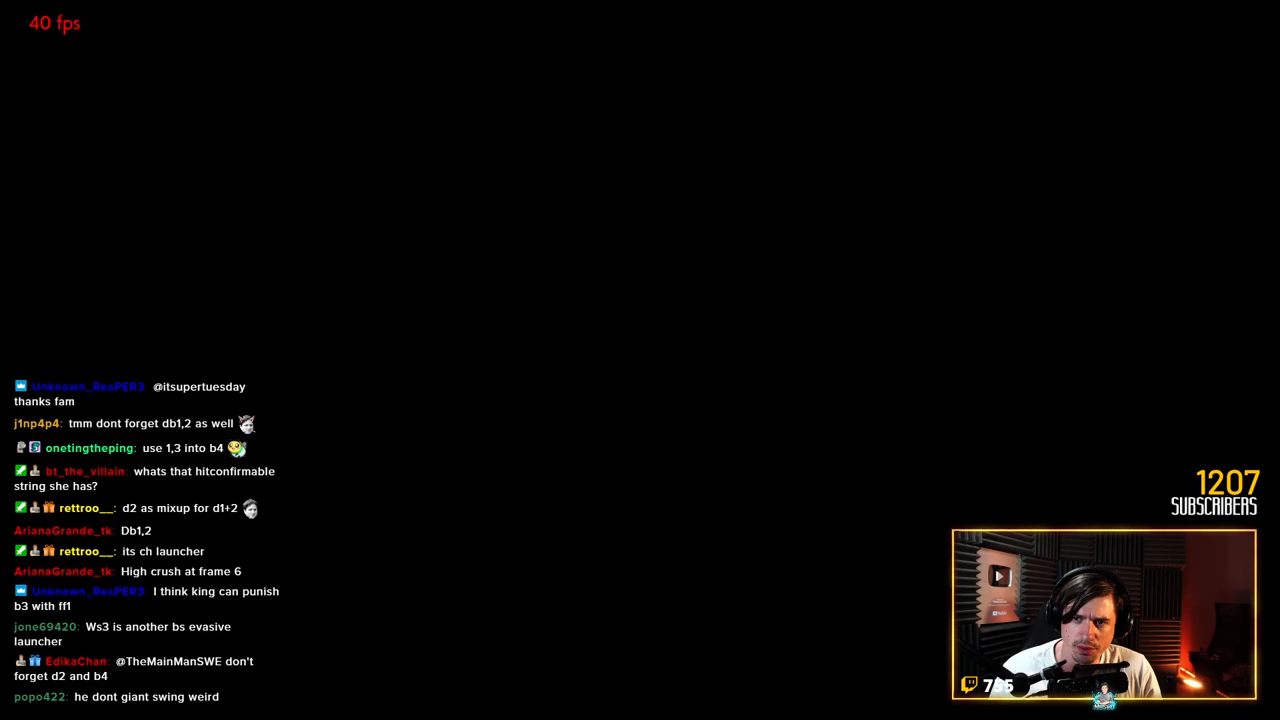 40 fps
Unknown_ReaPER3 @itsupertuesday
thanks fam
j1np4p4: tmm dont forget db1,2 as well
onetingtheping: use 1,3 into b4
bt_the_villain: whats that hitconfirmable
string she has?
rettroo__: d2 as mixup for d1+2
ArianaGrande_tk: Db1,2
rettroo__: its ch launcher
ArianaGrande_tk: High crush at frame 6
Unknown_ReaPER3 I think king can punish
b3 with ff1
jone69420: Ws3 is another bs evasive
launcher
EdikaChan: @TheMainManSWE don't
forget d2 and b4
popo422: he dont giant swing weird
1207
SUBSCRIBERS